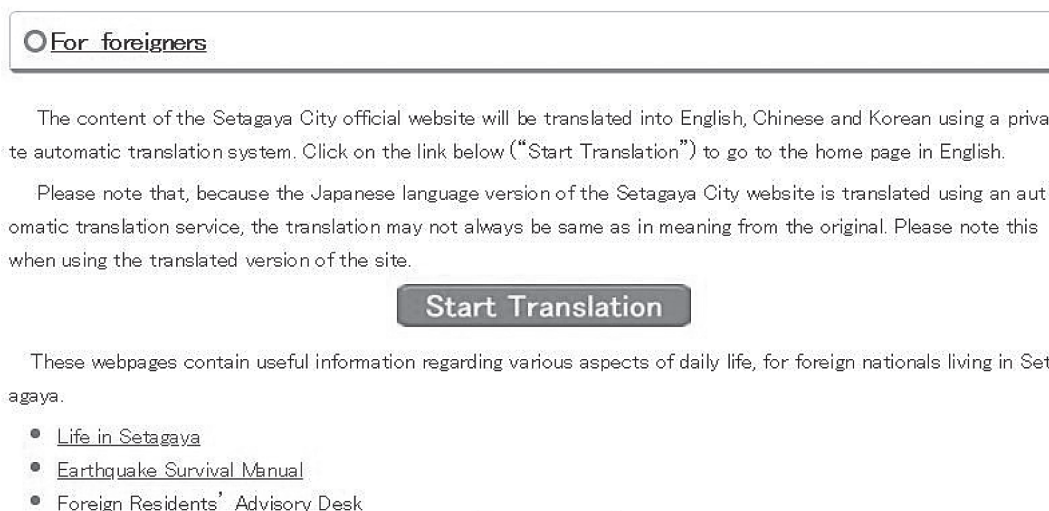 For foreigners
The content of the Setagaya City official website will be translated into English, Chinese and Korean using a priva
te automatic translation system. Click on the link below (“Start Translation”) to go to the home page in English.
Please note that, because the Japanese language version of the Setagaya City website is translated using an aut
omatic translation service, the translation may not always be same as in meaning from the original. Please note this
when using the translated version of the site.
Start Translation
These webpages contain useful information regarding various aspects of daily life, for foreign nationals living in Set
agaya.
Life in Setagaya
Earthquake Survival Manual
Foreign Residents’ Advisory Desk